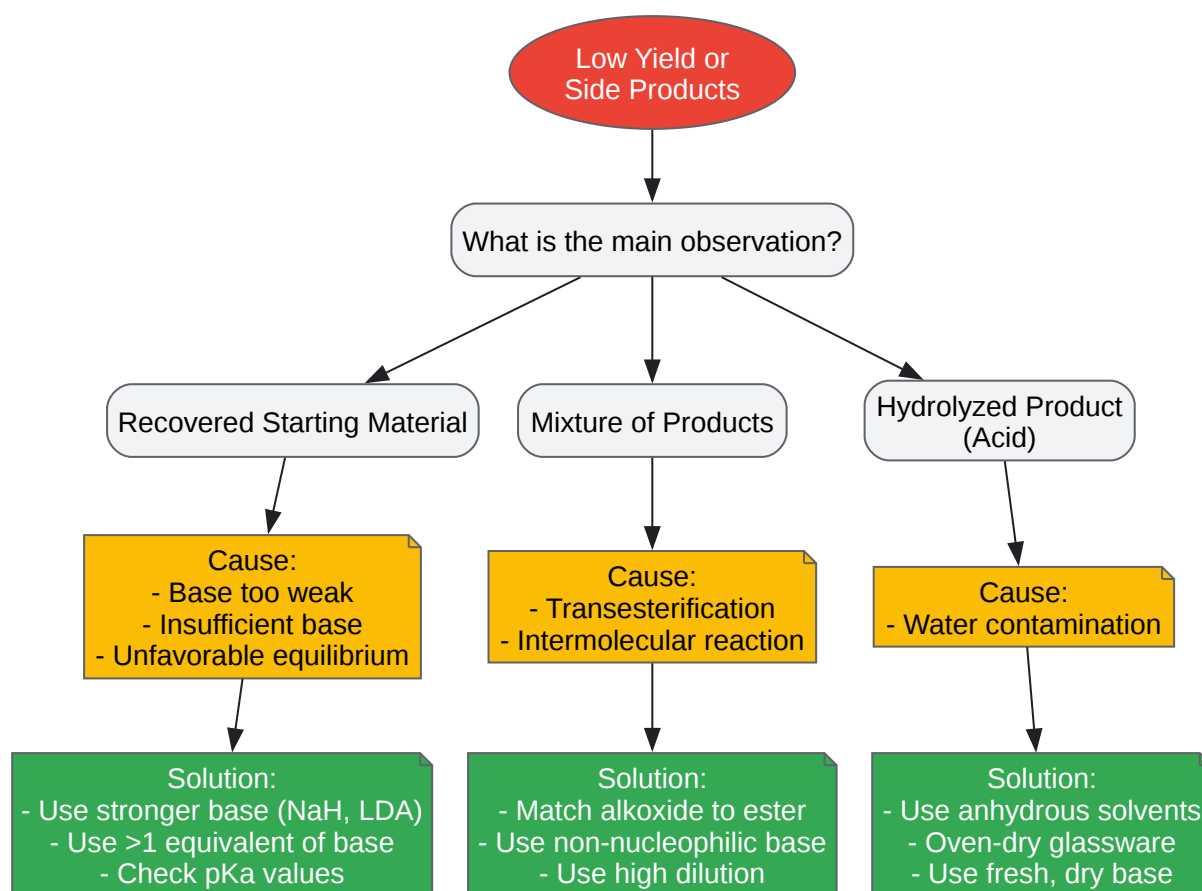 Low Yield or
Side Products
What is the main observation?
Recovered Starting Material
Mixture of Products
Hydrolyzed Product
(Acid)
Cause:
- Base too weak
- Insufficient base
- Unfavorable equilibrium
Cause:
- Transesterification
- Intermolecular reaction
Cause:
- Water contamination
Solution:
- Use stronger base (NaH, LDA)
- Use >1 equivalent of base
- Check pKa values
Solution:
- Match alkoxide to ester
- Use non-nucleophilic base
- Use high dilution
Solution:
- Use anhydrous solvents
- Oven-dry glassware
- Use fresh, dry base